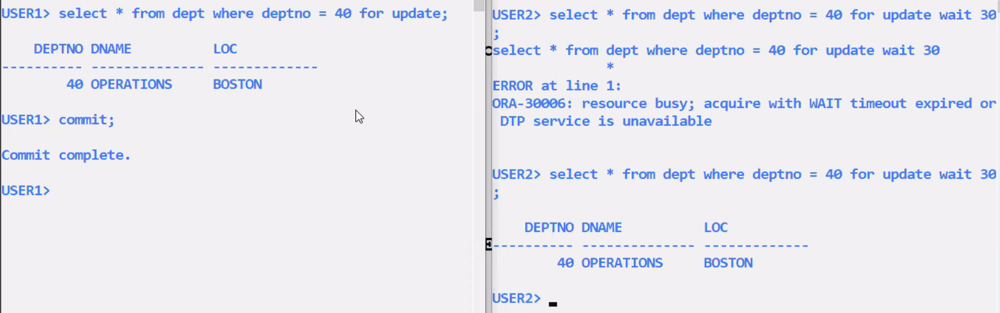 USER1> select * from dept where deptno = 40 for update;
DEPTNO DNAME LOC
---------- -------------- -------------
40 OPERATIONS BOSTON
USER1> commit;
Commit complete.
USER1>
USER2> select * from dept where deptno = 40 for update wait 30
;
select * from dept where deptno = 40 for update wait 30
*
ERROR at line 1:
ORA-30006: resource busy; acquire with WAIT timeout expired or
DTP service is unavailable
USER2> select * from dept where deptno = 40 for update wait 30
;
DEPTNO DNAME LOC
---------- -------------- -------------
40 OPERATIONS BOSTON
USER2>